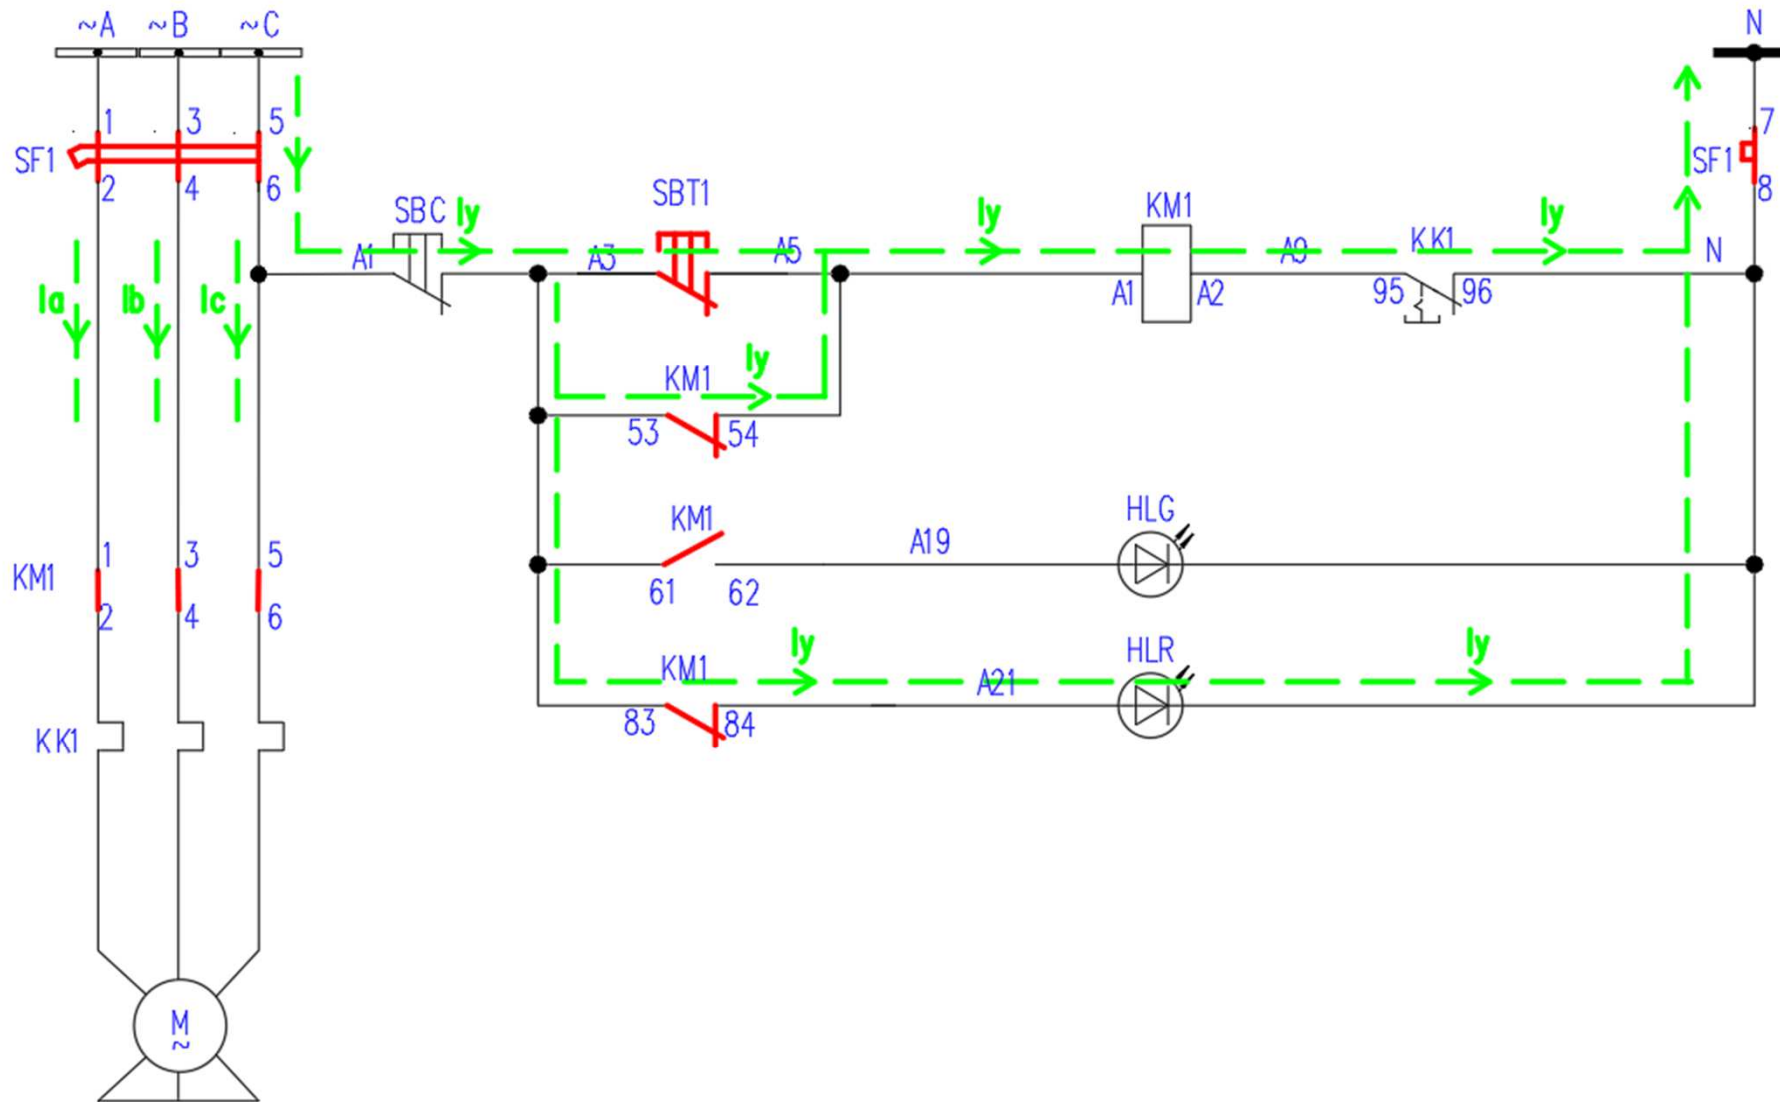 ~A ~B ~C N
1 3 5 7
SF1 SF1
2 4 6 8
SBC Iy SBT1 Iy KM1 Iy
A1 A3 A5 A9 KK1 N
A1 A2 95 96
Ia Ib Ic
Iy
KM1
53 54
HLG
KM1 A19
61 62
1 3 5
KM1
2 4 6
Iy HLR Iy
KM1 A21
83 84
KK1
M
~